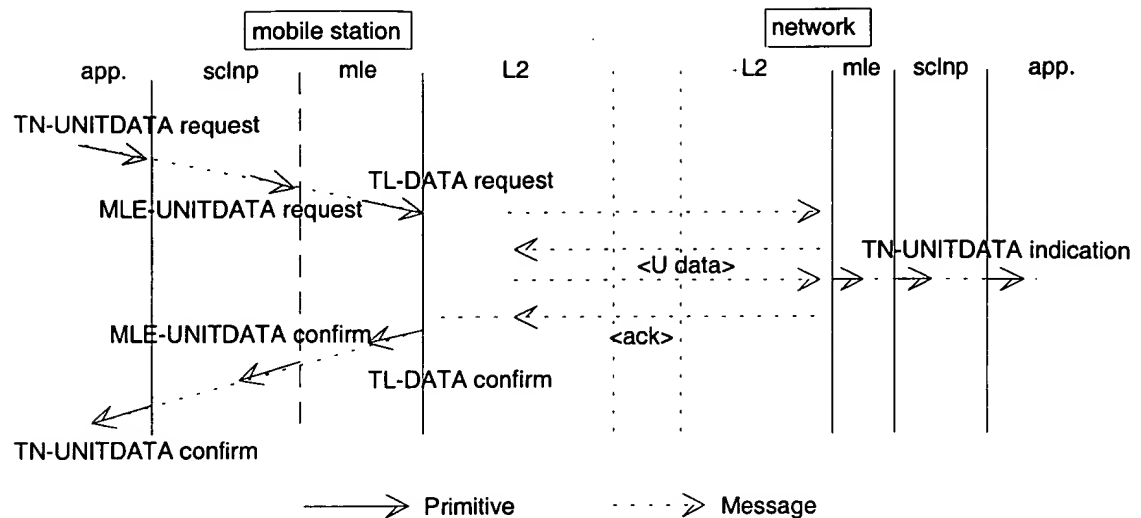 mobile station
network
app. sclnp mle L2 L2 mle sclnp app.
TN-UNITDATA request
TL-DATA request
MLE-UNITDATA request
TN-UNITDATA indication
<U data>
MLE-UNITDATA confirm
<ack>
TL-DATA confirm
TN-UNITDATA confirm
Primitive
Message